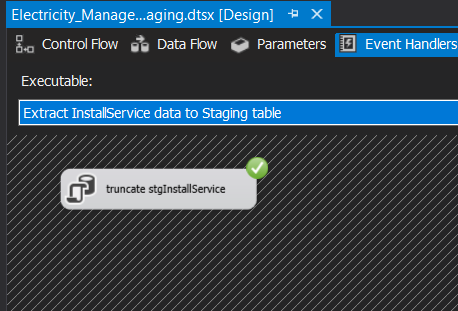 Electricity_Manage...aging.dtsx [Design]
Control Flow Data Flow Parameters Event Handlers
Executable:
Extract InstallService data to Staging table
truncate stgInstallService